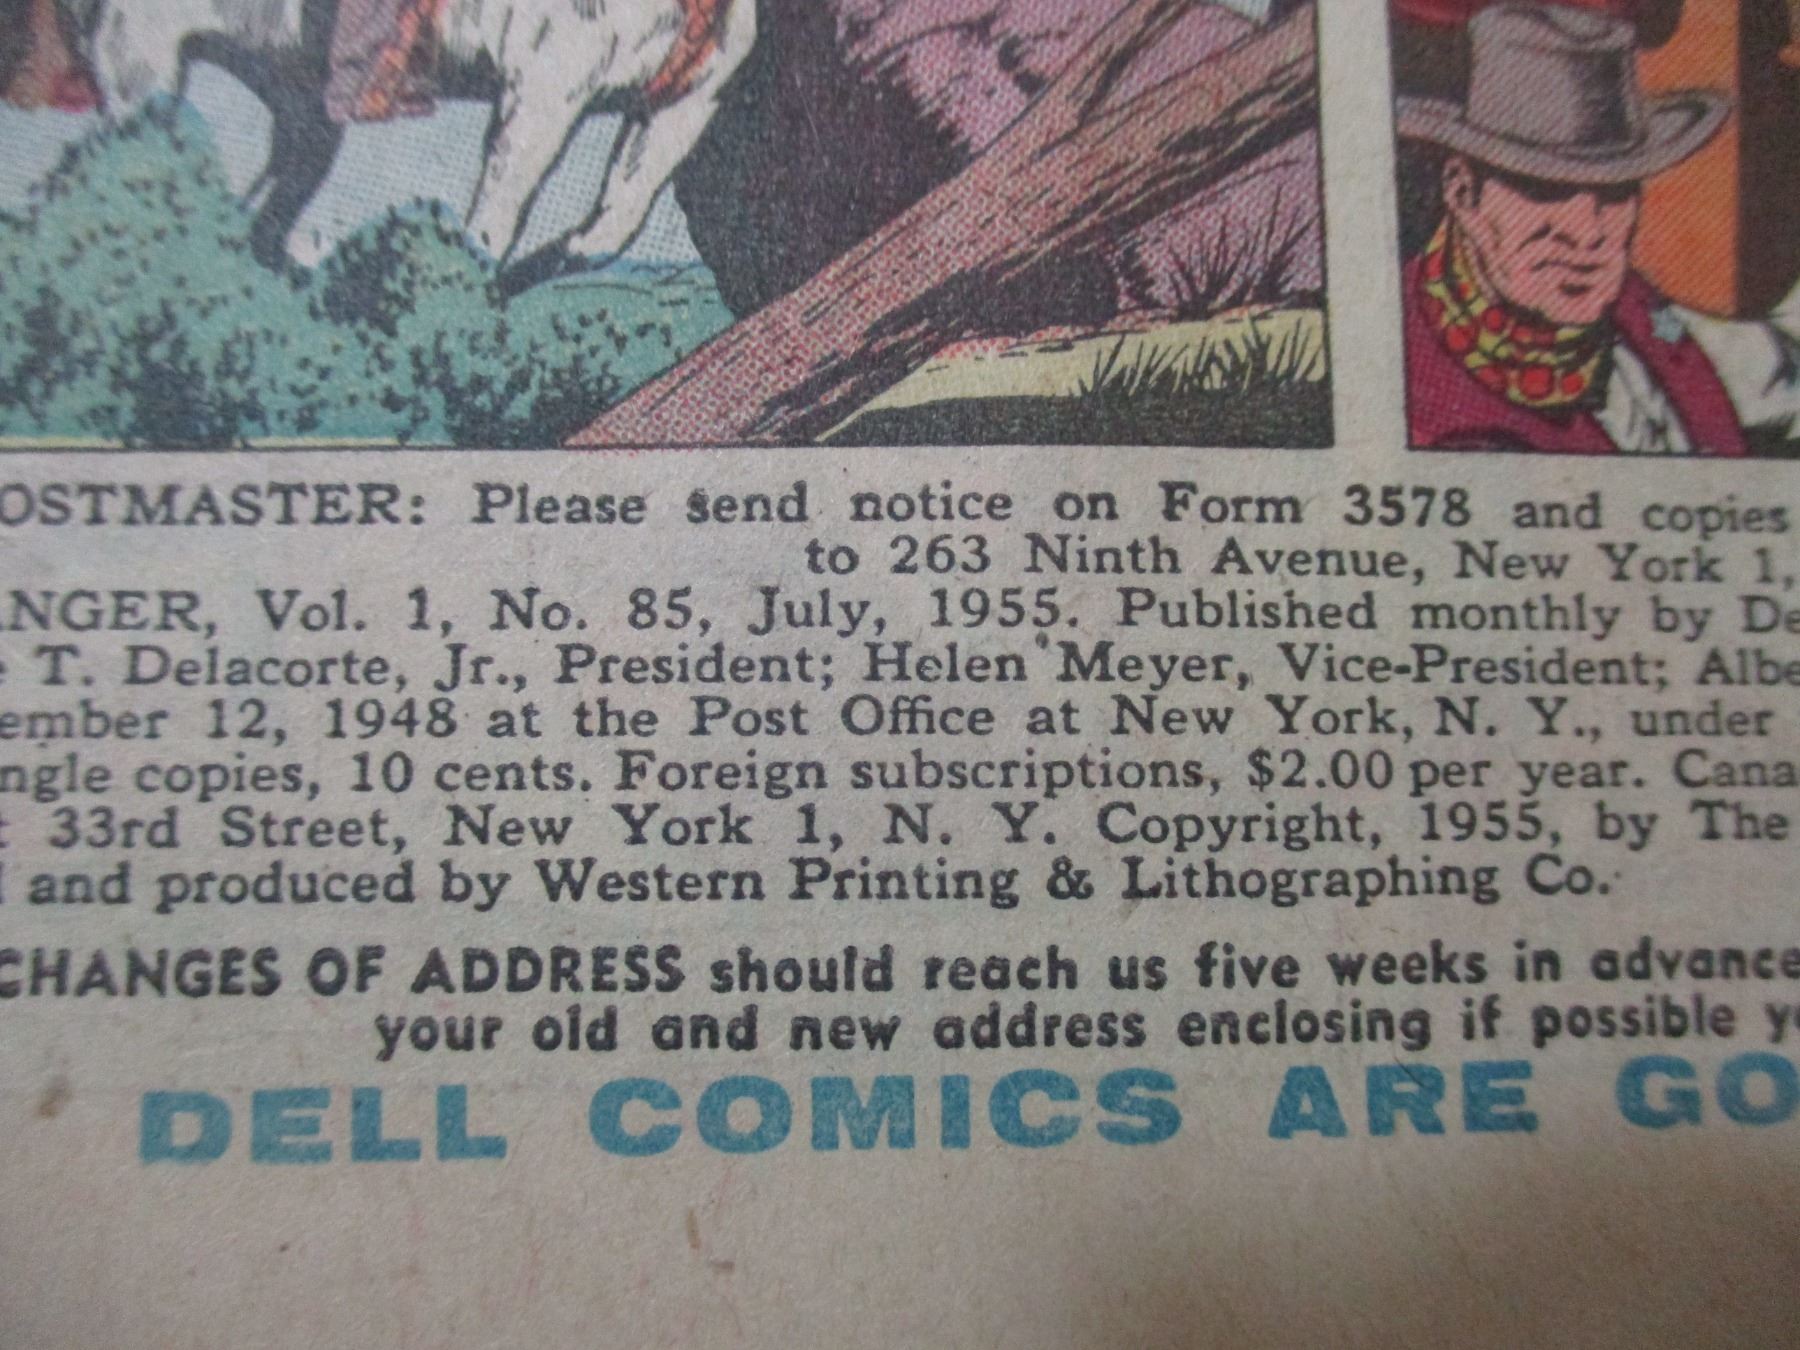 OSTMASTER: Please send notice on Form 3578 and copies
to 263 Ninth Avenue, New York 1,
ANGER, Vol. 1, No. 85, July, 1955. Published monthly by De
T. Delacorte, Jr., President; Helen Meyer, Vice-President; Albe
ember 12, 1948 at the Post Office at New York, N. Y., under
ngle copies, 10 cents. Foreign subscriptions, $2.00 per year. Cana
33rd Street, New York 1, N. Y. Copyright, 1955, by The
and produced by Western Printing & Lithographing Co.
CHANGES OF ADDRESS should reach us five weeks in advance
your old and new address enclosing if possible y
DELL COMICS ARE GO